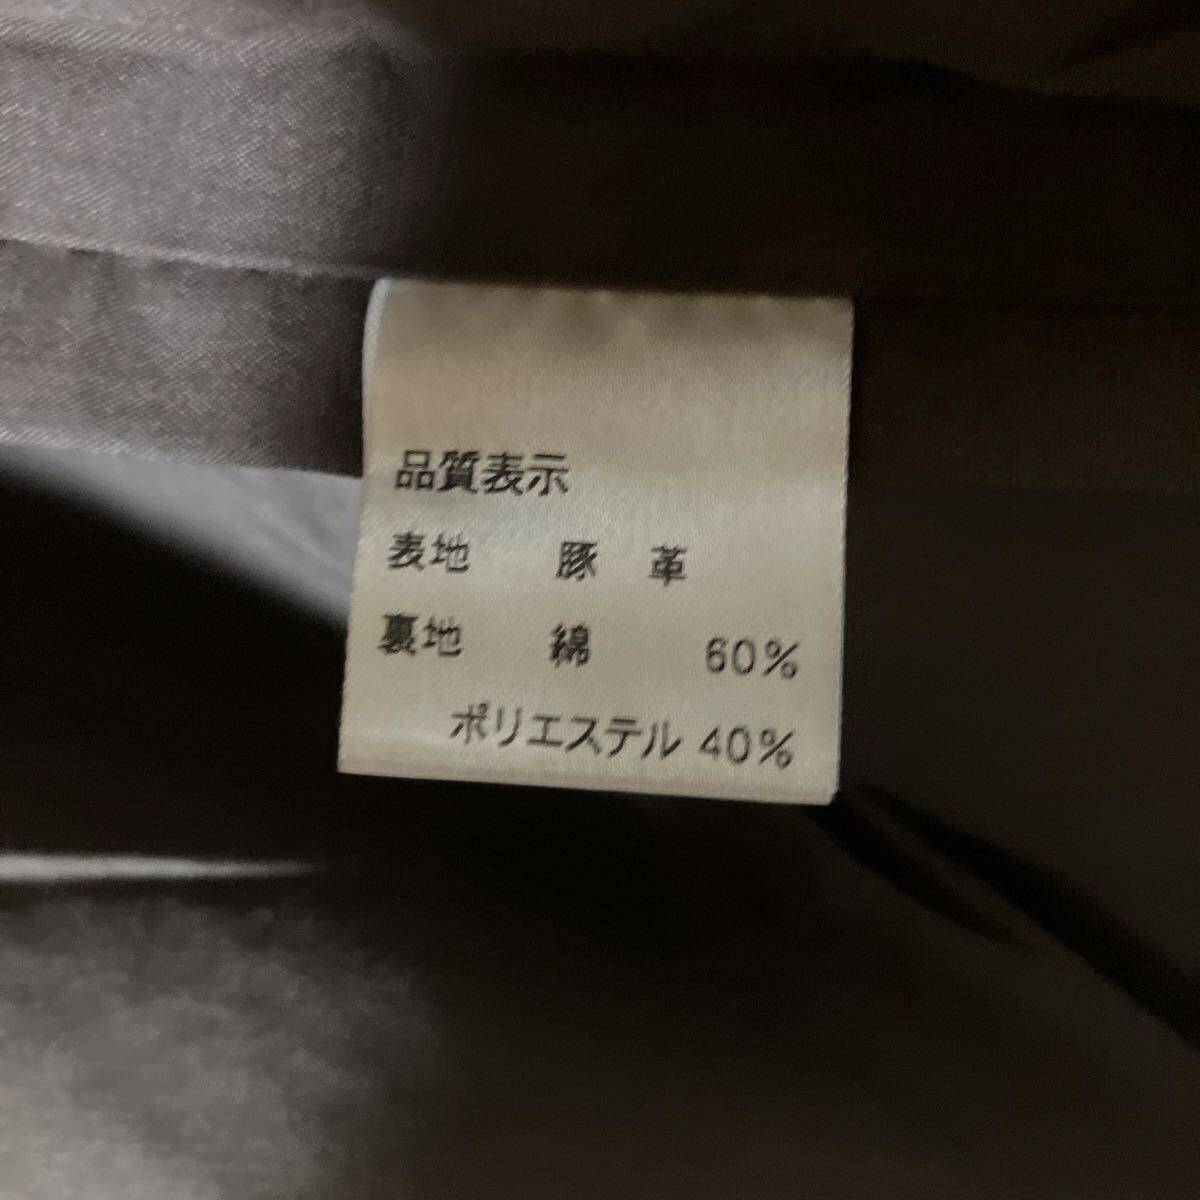 品質表示
表地 豚 革
裏地 綿 60%
ポリエステル 40%